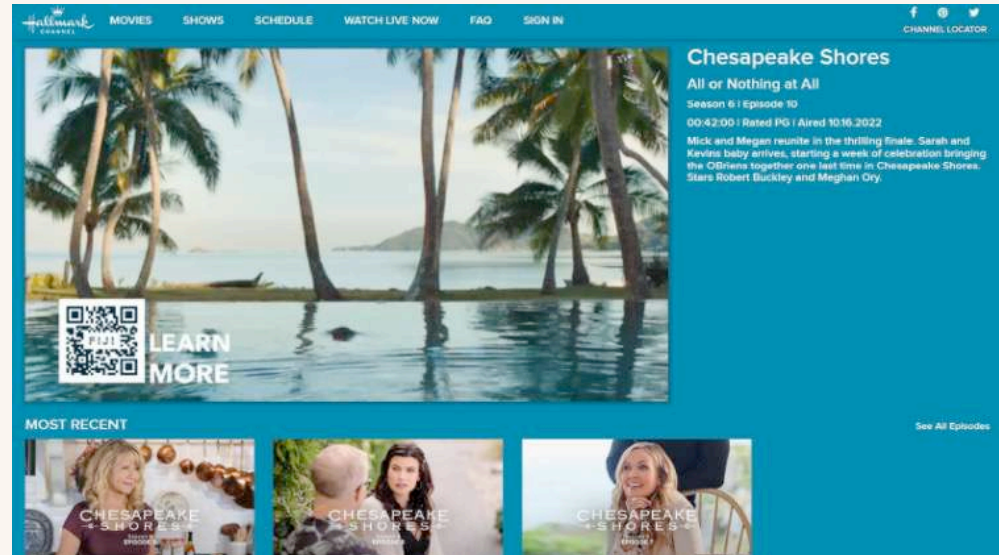 Hallmark
CHANNEL
MOVIES SHOWS SCHEDULE WATCH LIVE NOW FAQ SIGN IN
CHANNEL LOCATOR
Chesapeake Shores
All or Nothing at All
Season 6 | Episode 10
00:42:00 | Rated PG | Aired 10.16.2022
Mick and Megan reunite in the thrilling finale. Sarah and
Kevins baby arrives, starting a week of celebration bringing
the OBriens together one last time in Chesapeake Shores.
Stars Robert Buckley and Meghan Ory.
FIJI
LEARN
MORE
MOST RECENT
See All Episodes
CHESAPEAKE
SHORES
CHESAPEAKE
SHORES
CHESAPEAKE
SHORES